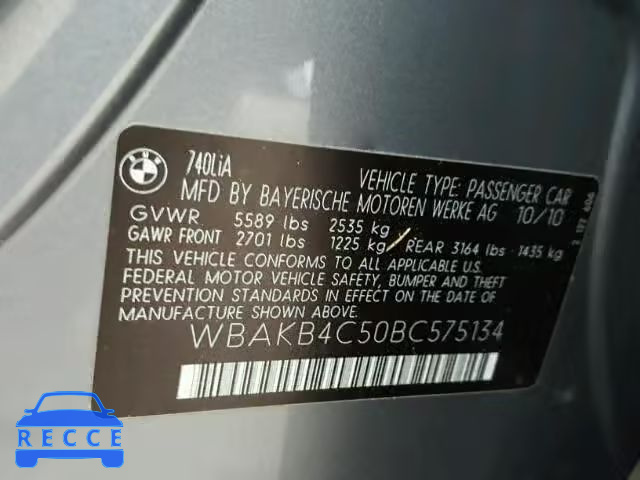 BMW
740LiA
VEHICLE TYPE: PASSENGER CAR
MFD BY BAYERISCHE MOTOREN WERKE AG 10/10
GVWR 5589 lbs 2535 kg
GAWR FRONT 2701 lbs 1225 kg / REAR 3164 lbs - 1435 kg
THIS VEHICLE CONFORMS TO ALL APPLICABLE U.S.
FEDERAL MOTOR VEHICLE SAFETY, BUMPER AND THEFT
PREVENTION STANDARDS IN EFFECT ON THE DATE OF
MANUFACTURE SHOWN ABOVE.
WBAKB4C50BC575134
RECCE